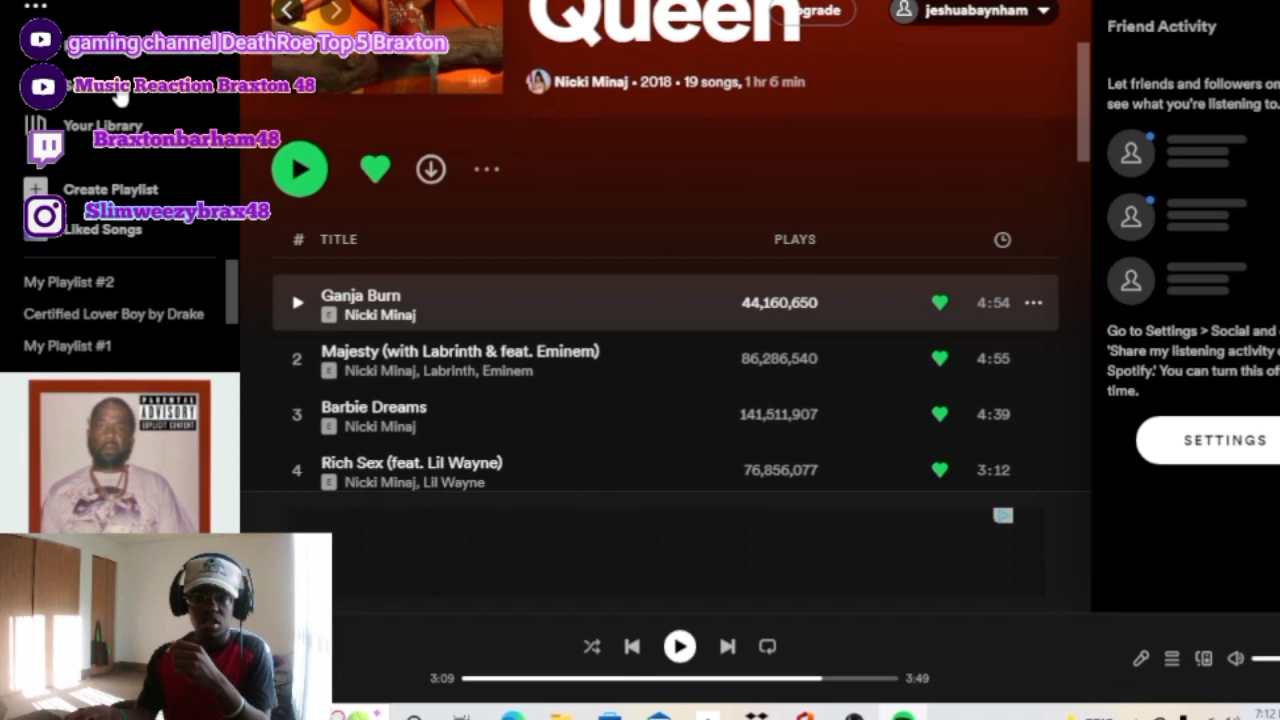 Queen
Upgrade
jeshuabaynham
Friend Activity
gaming channel DeathRoe Top 5 Braxton
Music Reaction Braxton 48
Nicki Minaj • 2018 • 19 songs, 1 hr 6 min
Let friends and followers on
see what you're listening to.
Your Library
Braxtonbarham48
Create Playlist
Slimweezybrax48
Liked Songs
# TITLE PLAYS
My Playlist #2
Certified Lover Boy by Drake
My Playlist #1
Ganja Burn 44,160,650 4:54
E Nicki Minaj
2 Majesty (with Labrinth & feat. Eminem) 86,286,540 4:55
E Nicki Minaj, Labrinth, Eminem
3 Barbie Dreams 141,511,907 4:39
E Nicki Minaj
4 Rich Sex (feat. Lil Wayne) 76,856,077 3:12
E Nicki Minaj, Lil Wayne
Go to Settings > Social and
'Share my listening activity
Spotify.' You can turn this of
time.
SETTINGS
PARENTAL
ADVISORY
EXPLICIT CONTENT
3:09 3:49
7:12